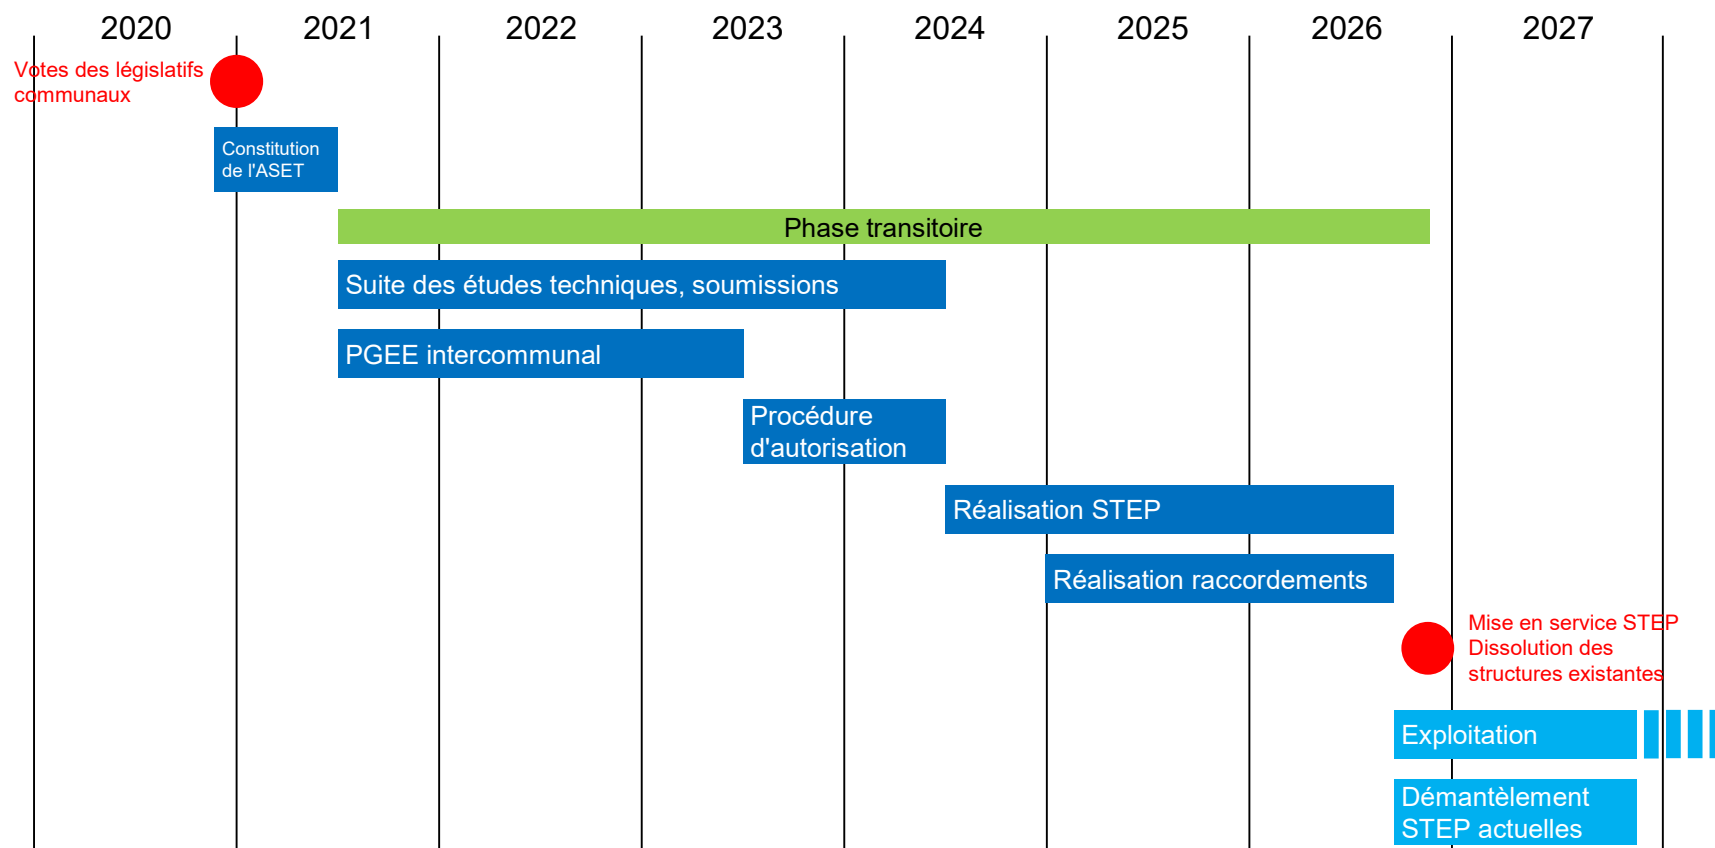 2020 2021 2022 2023 2024 2025 2026 2027
Votes des législatifs
communaux
Constitution
de l'ASET
Phase transitoire
Suite des études techniques, soumissions
PGEE intercommunal
Procédure
d'autorisation
Réalisation STEP
Réalisation raccordements
Mise en service STEP
Dissolution des
structures existantes
Exploitation
Démantèlement
STEP actuelles